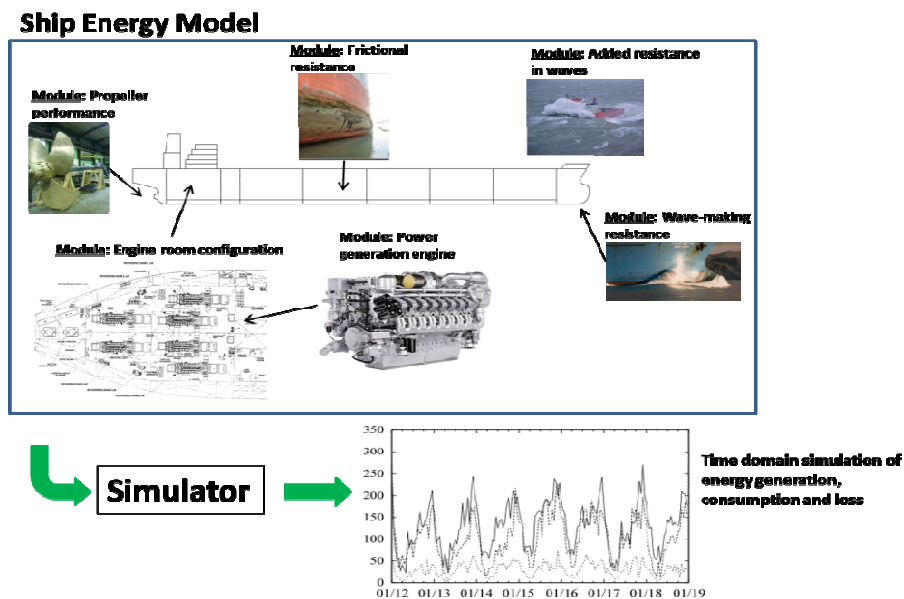 Ship Energy Model
Module: Frictional
resistance
Module: Added resistance
in waves
Module: Propeller
performance
Module: Wave-making
resistance
Module: Engine room configuration
Module: Power
generation engine
Simulator
350
300
250
200
150
100
50
0
01/12 01/13 01/14 01/15 01/16 01/17 01/18 01/19
Time domain simulation of
energy generation,
consumption and loss